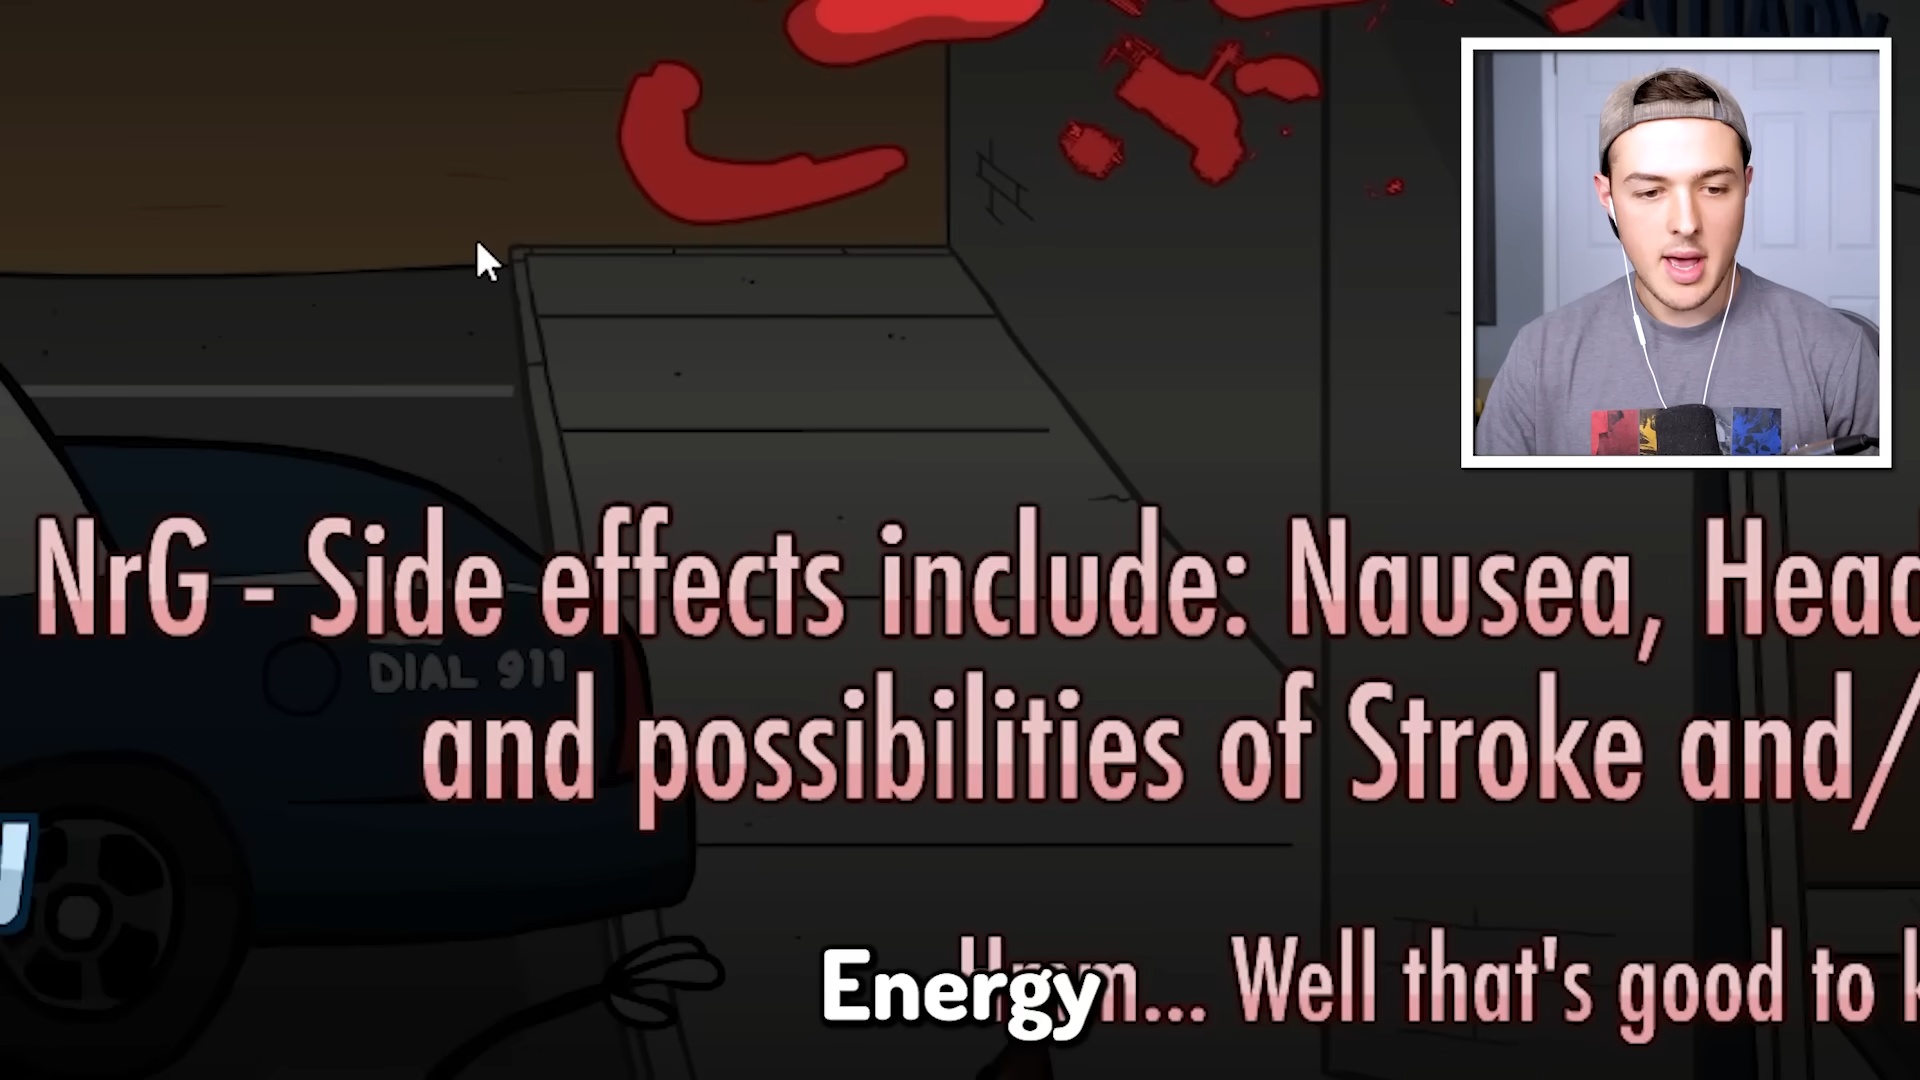 NrG - Side effects include: Nausea,
DIAL 911
and possibilities of Stroke and/
Well that's good to
Energy